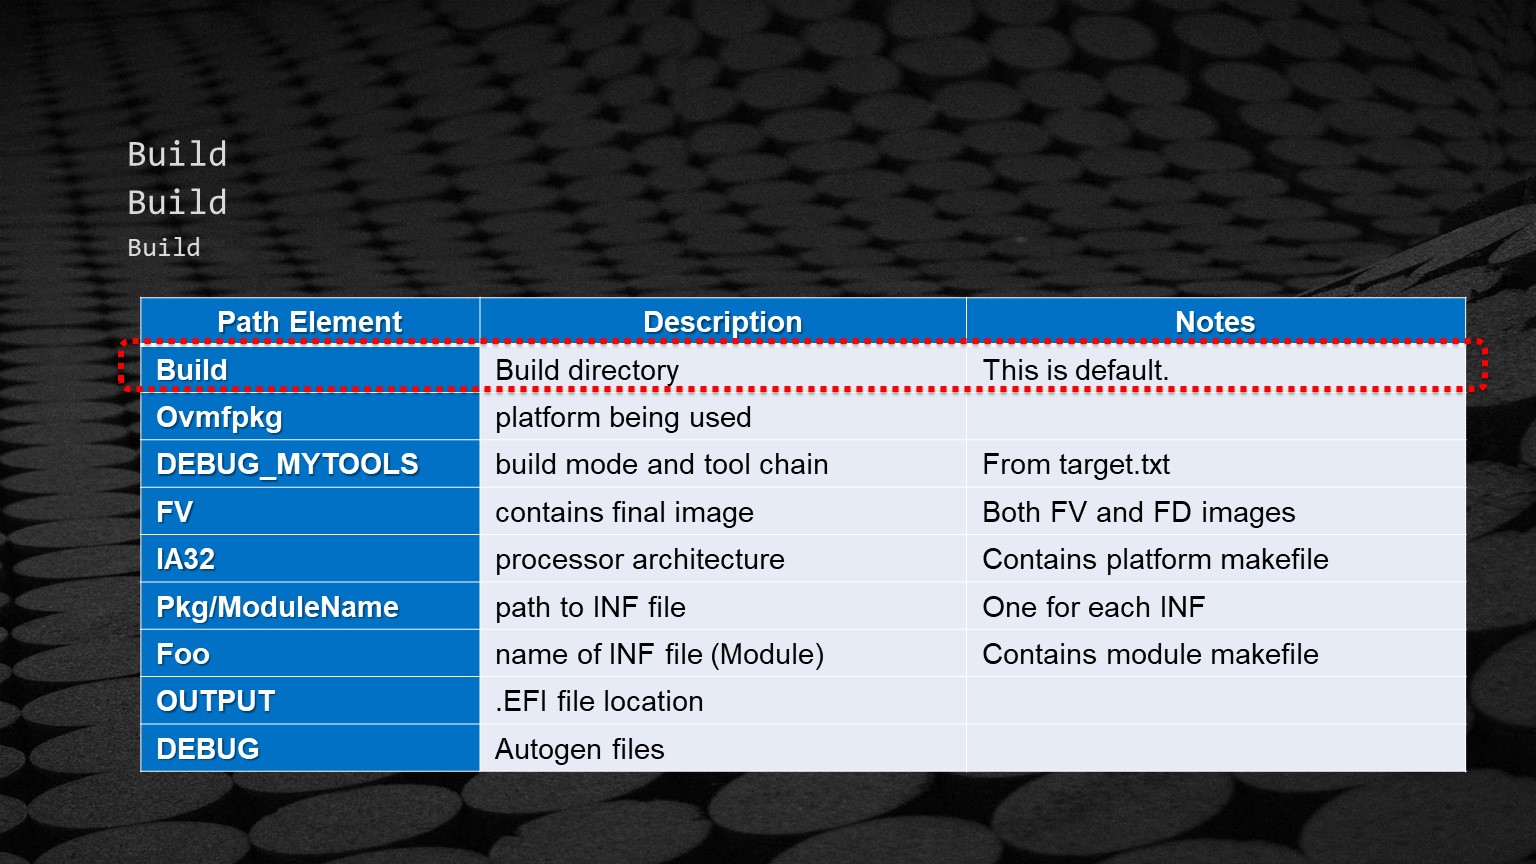 Build
Build
Build
Path Element Description Notes
Build Build directory This is default.
Ovmfpkg platform being used
DEBUG_MYTOOLS build mode and tool chain From target.txt
FV contains final image Both FV and FD images
IA32 processor architecture Contains platform makefile
Pkg/ModuleName path to INF file One for each INF
Foo name of INF file (Module) Contains module makefile
OUTPUT .EFI file location
DEBUG Autogen files